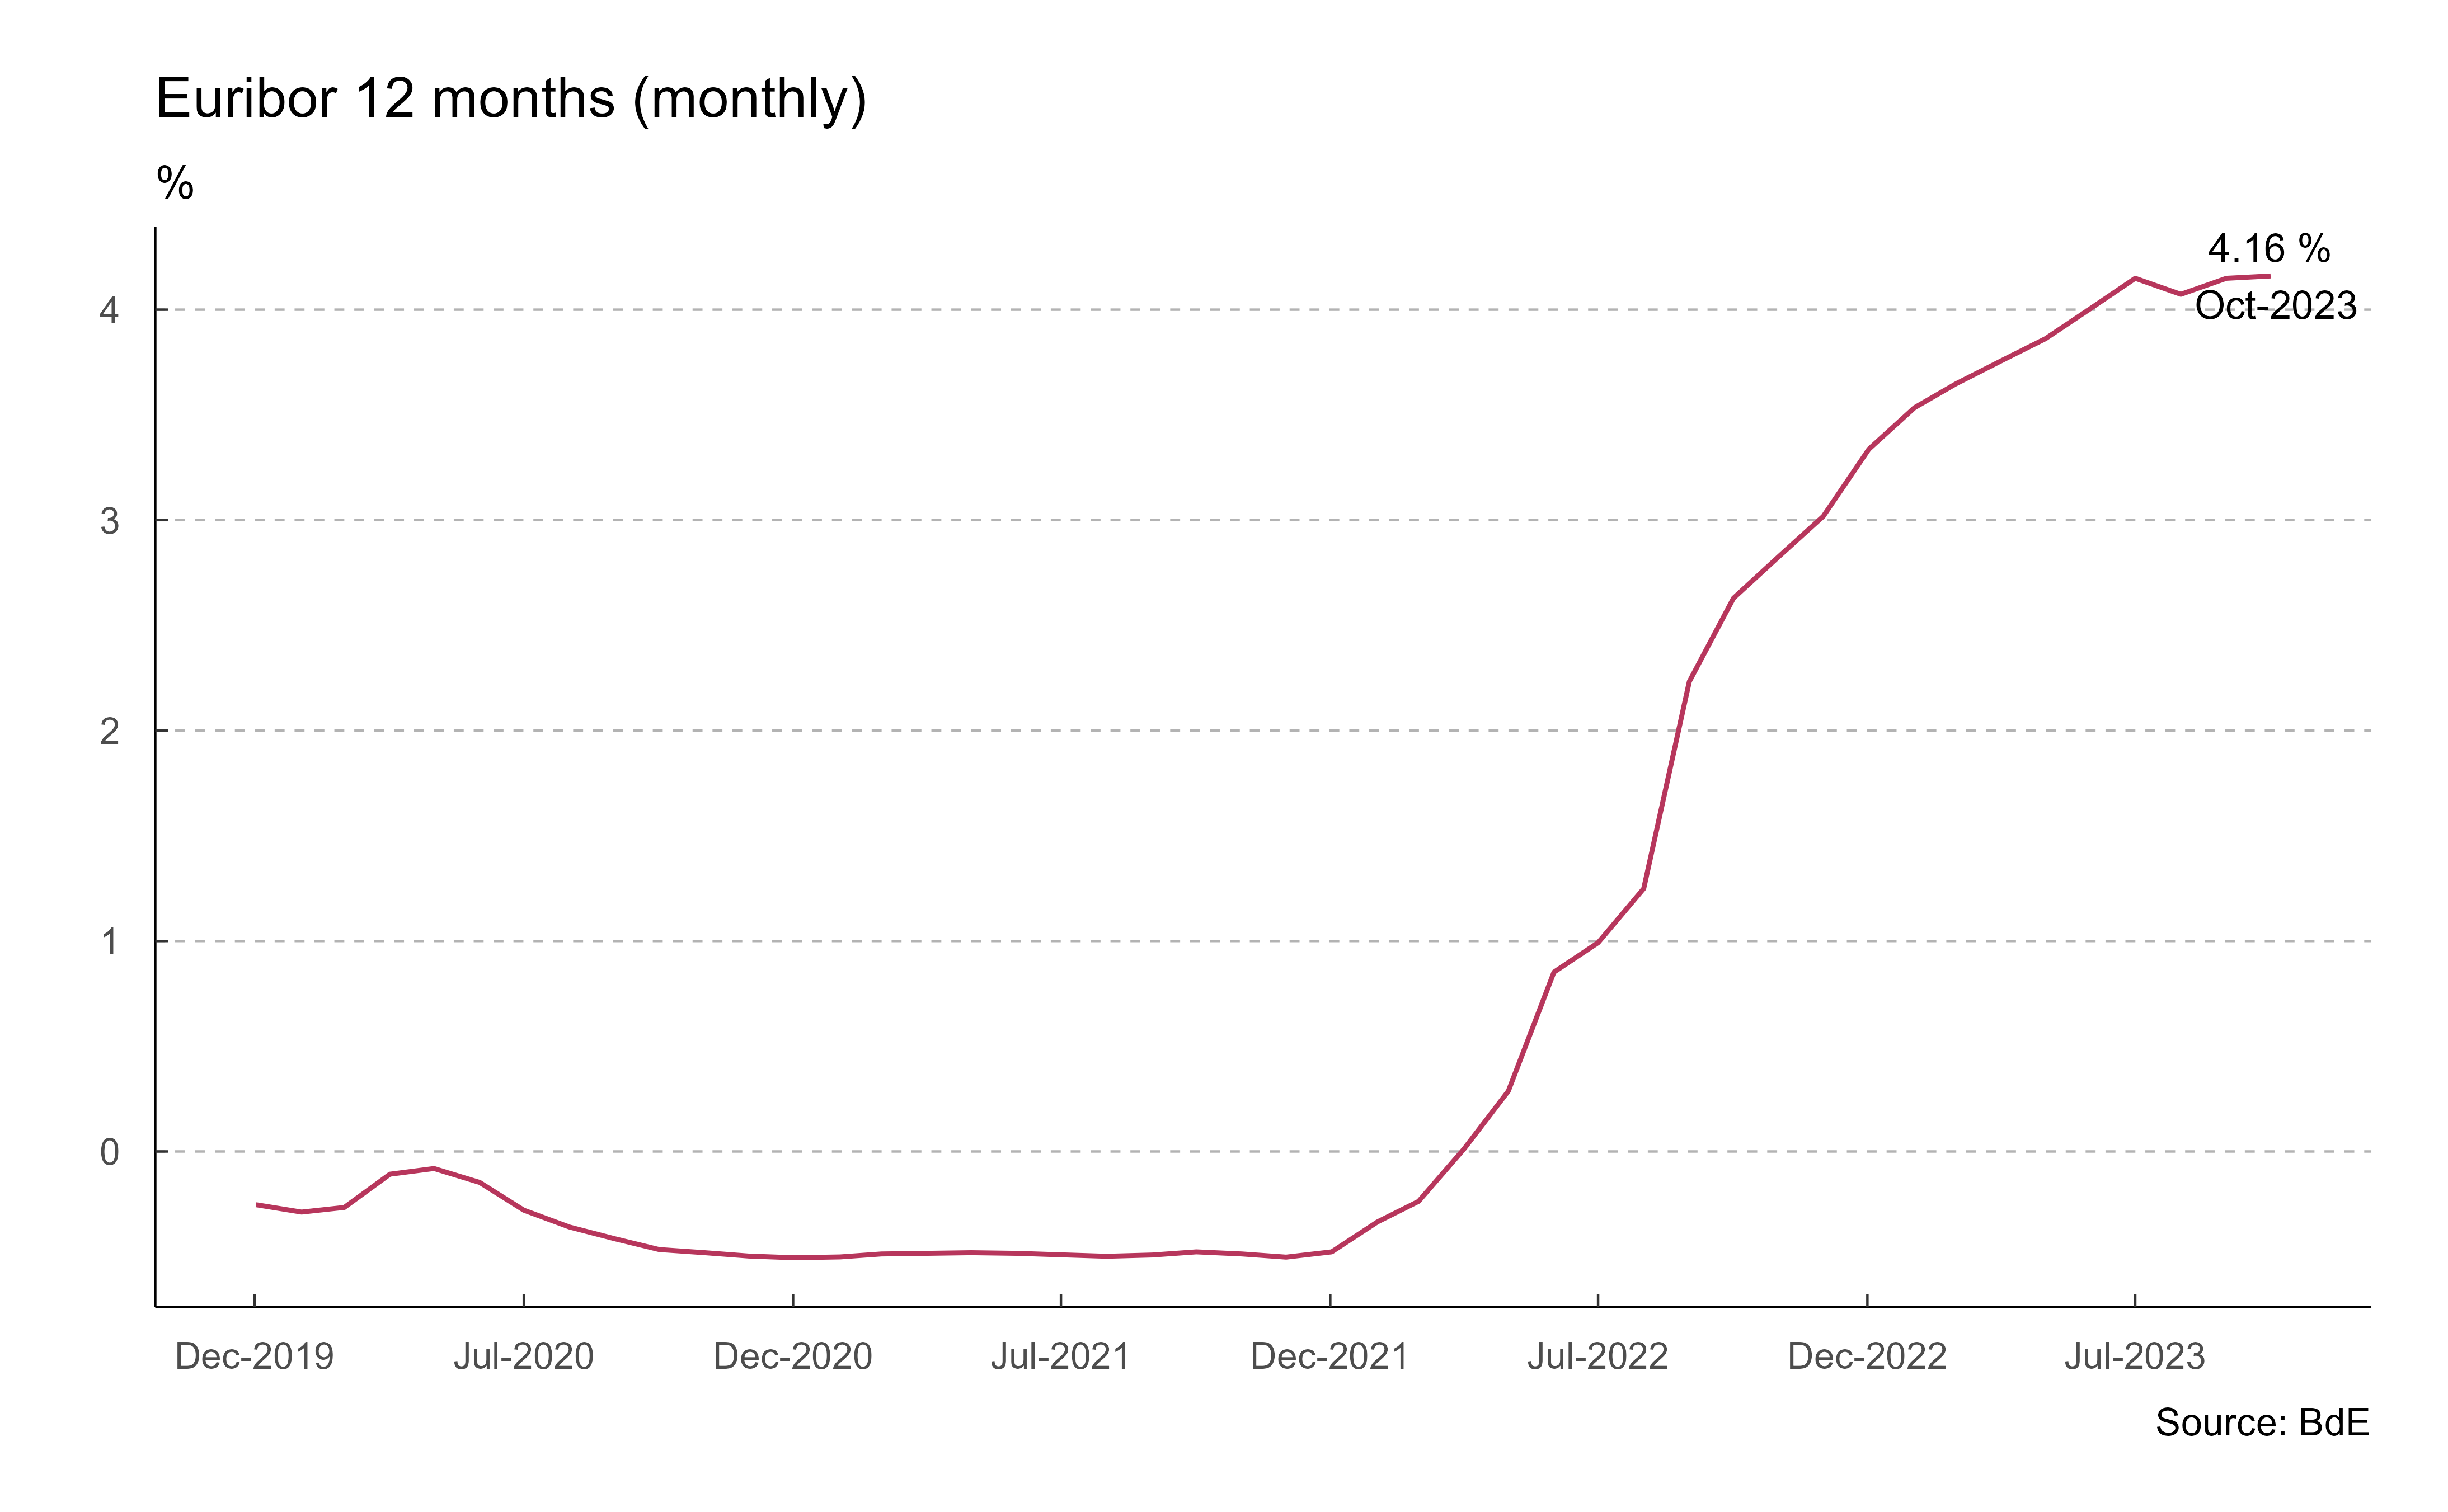 Euribor 12 months (monthly)
%
4.16 %
Oct-2023
4
3
2
1
0
Dec-2019 Jul-2020 Dec-2020 Jul-2021 Dec-2021 Jul-2022 Dec-2022 Jul-2023
Source: BdE